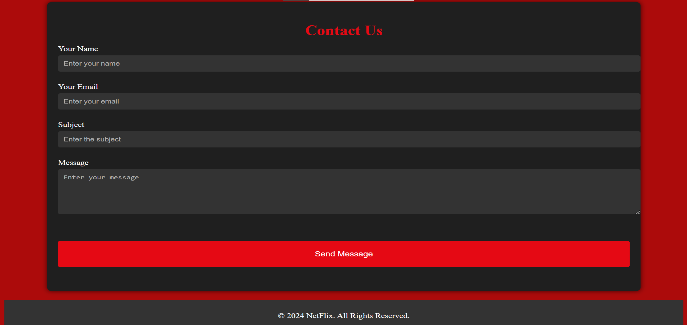 Contact Us
Your Name
Enter your name
Your Email
Enter your email
Subject
Enter the subject
Message
Enter your message
Send Message
© 2024 NetFlix. All Rights Reserved.